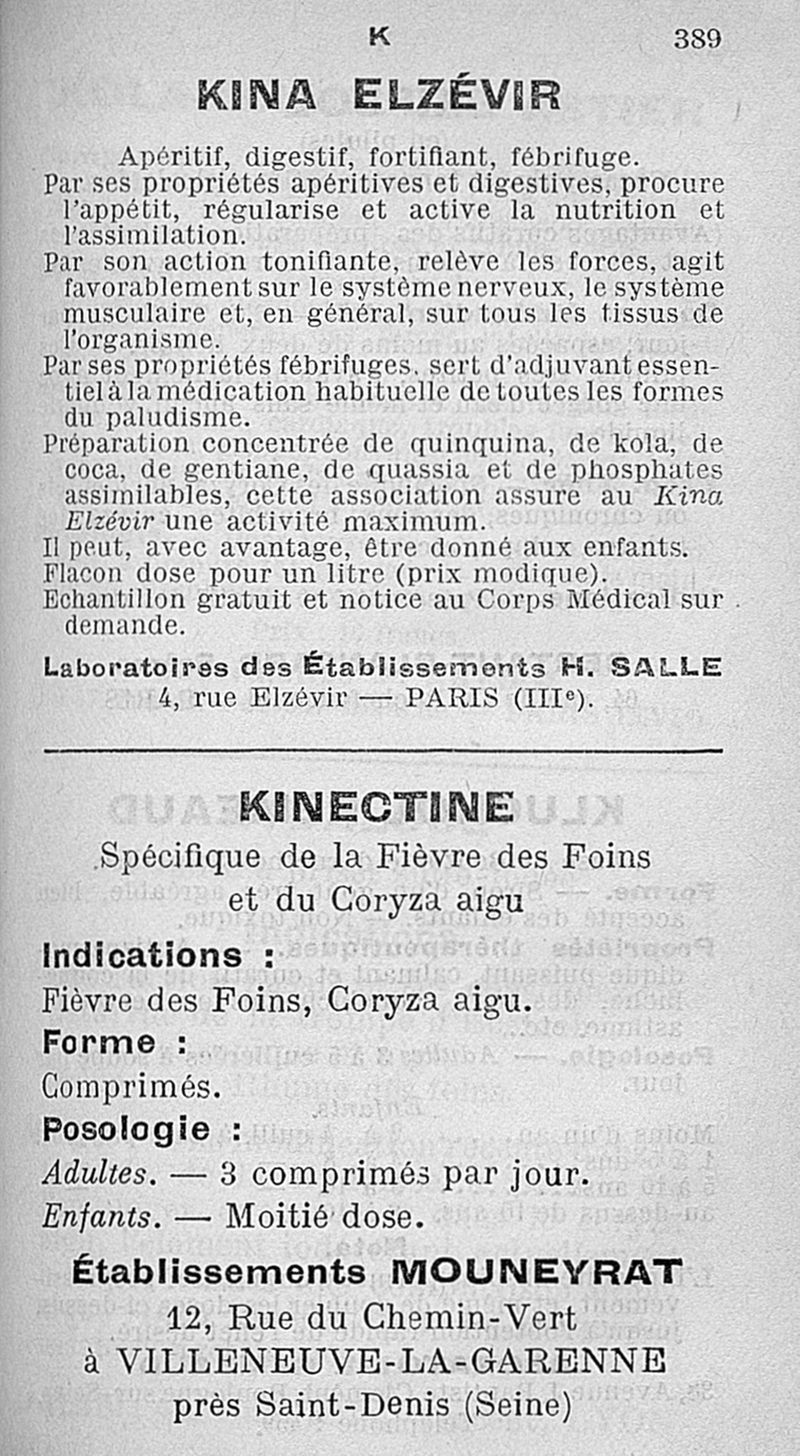 K 389
KINA ELZÉVIR
Apéritif, digestif, fortifiant, fébrifuge.
Par ses propriétés apéritives et digestives, procure
l'appétit, régularise et active la nutrition et
l'assimilation.
Par son action tonifiante, relève les forces, agit
favorablement sur le système nerveux, le système
musculaire et, en général, sur tous les tissus de
l'organisme.
Par ses propriétés fébrifuges, sert d'adjuvant essen-
tiel à la médication habituelle de toutes les formes
du paludisme.
Préparation concentrée de quinquina, de kola, de
coca, de gentiane, de quassia et de phosphates
assimilables, cette association assure au Kina
Elzévir une activité maximum.
Il peut, avec avantage, être donné aux enfants.
Flacon dose pour un litre (prix modique).
Echantillon gratuit et notice au Corps Médical sur
demande.
Laboratoires des Établissements H. SALLE
4, rue Elzévir — PARIS (IIIe).
KINECTINE
Spécifique de la Fièvre des Foins
et du Coryza aigu
Indications :
Fièvre des Foins, Coryza aigu.
Forme :
Comprimés.
Posologie :
Adultes. — 3 comprimés par jour.
Enfants. — Moitié dose.
Établissements MOUNEYRAT
12, Rue du Chemin-Vert
à VILLENEUVE-LA-GARENNE
près Saint-Denis (Seine)